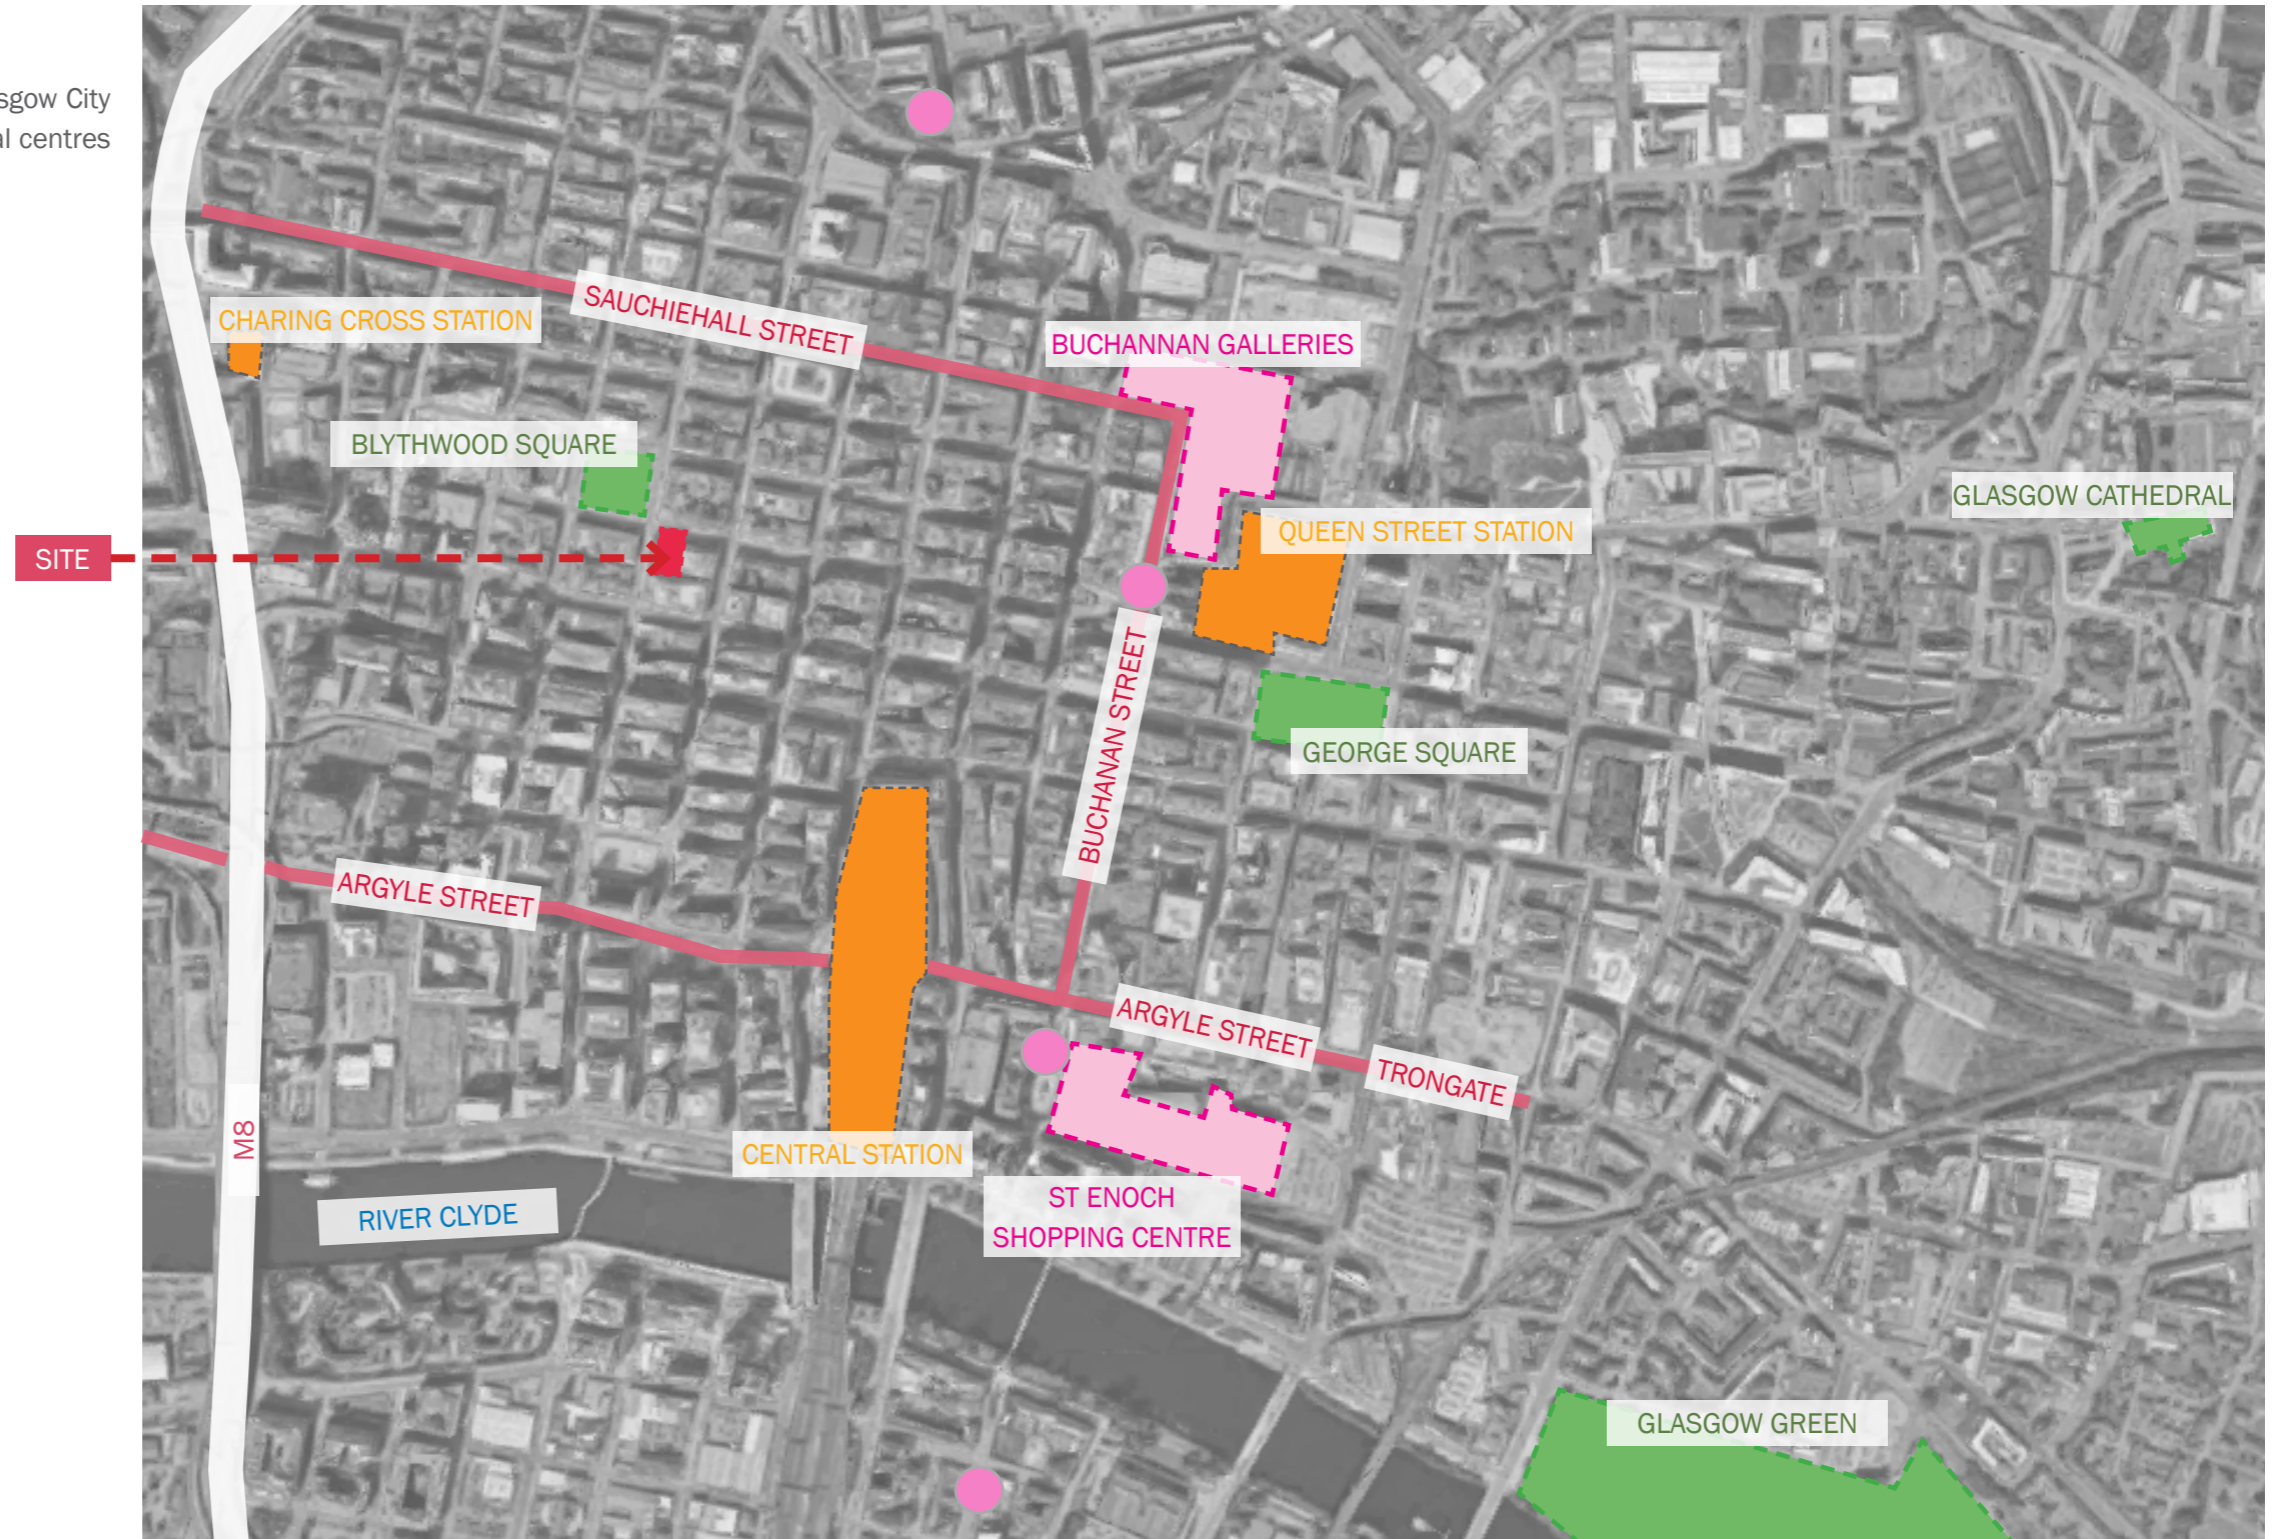 sgow City
al centres
SAUCHIEHALL STREET
CHARING CROSS STATION
BUCHANNAN GALLERIES
BLYTHWOOD SQUARE
GLASGOW CATHEDRAL
QUEEN STREET STATION
SITE
BUCHANAN STREET
GEORGE SQUARE
ARGYLE STREET
ARGYLE STREET
TRONGATE
M8
CENTRAL STATION
RIVER CLYDE
ST ENOCH
SHOPPING CENTRE
GLASGOW GREEN